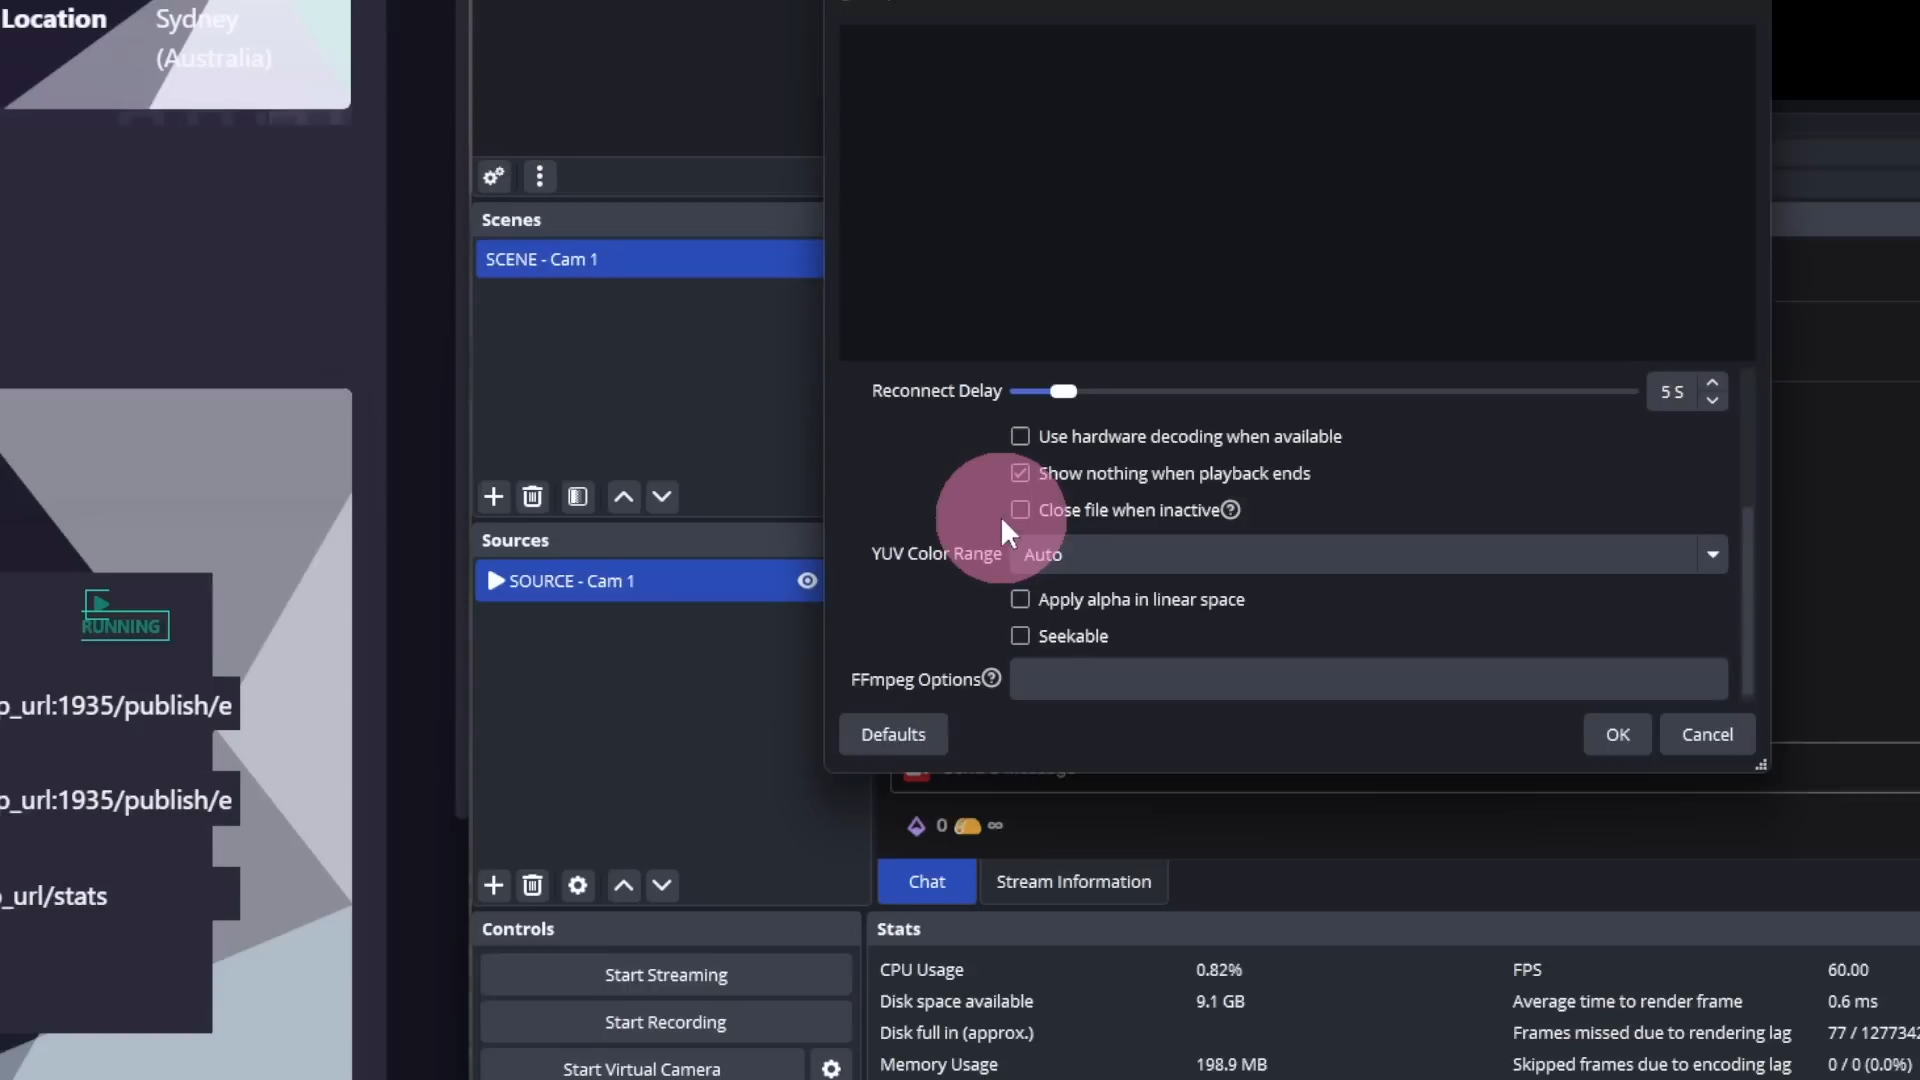 Location
Sydney
(Australia)
RUNNING
p_url:1935/publish/e
p_url:1935/publish/e
_url/stats
Scenes
SCENE - Cam 1
Sources
SOURCE - Cam 1
Controls
Start Streaming
Start Recording
Start Virtual Camera
Reconnect Delay
5 S
Use hardware decoding when available
Show nothing when playback ends
Close file when inactive
YUV Color Range
Auto
Apply alpha in linear space
Seekable
FFmpeg Options
Defaults
OK
Cancel
0
∞
Chat
Stream Information
Stats
CPU Usage 0.82%
Disk space available 9.1 GB
Disk full in (approx.)
Memory Usage 198.9 MB
FPS 60.00
Average time to render frame 0.6 ms
Frames missed due to rendering lag 77 / 1277342
Skipped frames due to encoding lag 0 / 0 (0.0%)